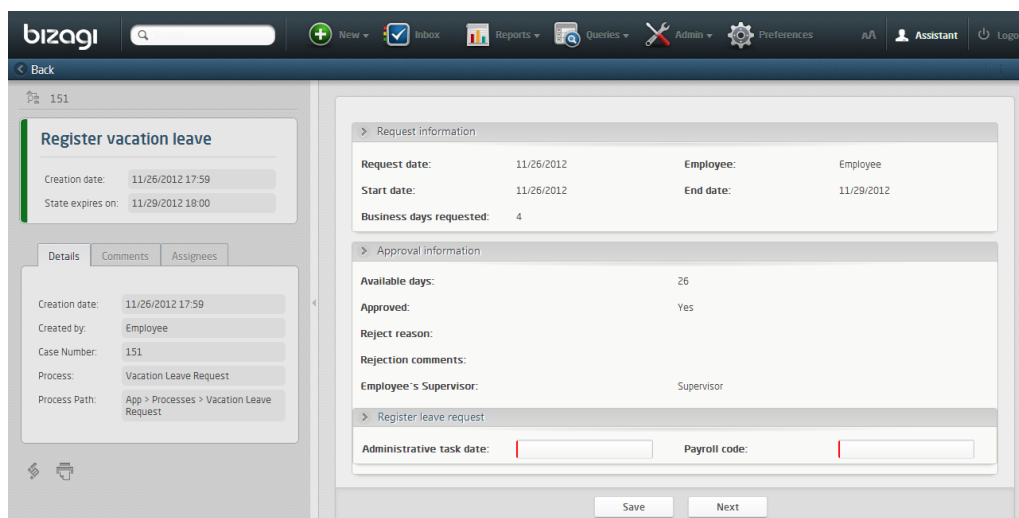 bizagi
New
Inbox
Reports
Queries
Admin
Preferences
AA
Assistant
Logo
Back
151
Register vacation leave
Creation date: 11/26/2012 17:59
State expires on: 11/29/2012 18:00
Details Comments Assignees
Creation date: 11/26/2012 17:59
Created by: Employee
Case Number: 151
Process: Vacation Leave Request
Process Path: App > Processes > Vacation Leave
Request
Request information
Request date: 11/26/2012 Employee: Employee
Start date: 11/26/2012 End date: 11/29/2012
Business days requested: 4
Approval information
Available days: 26
Approved: Yes
Reject reason:
Rejection comments:
Employee´s Supervisor: Supervisor
Register leave request
Administrative task date: Payroll code:
Save Next